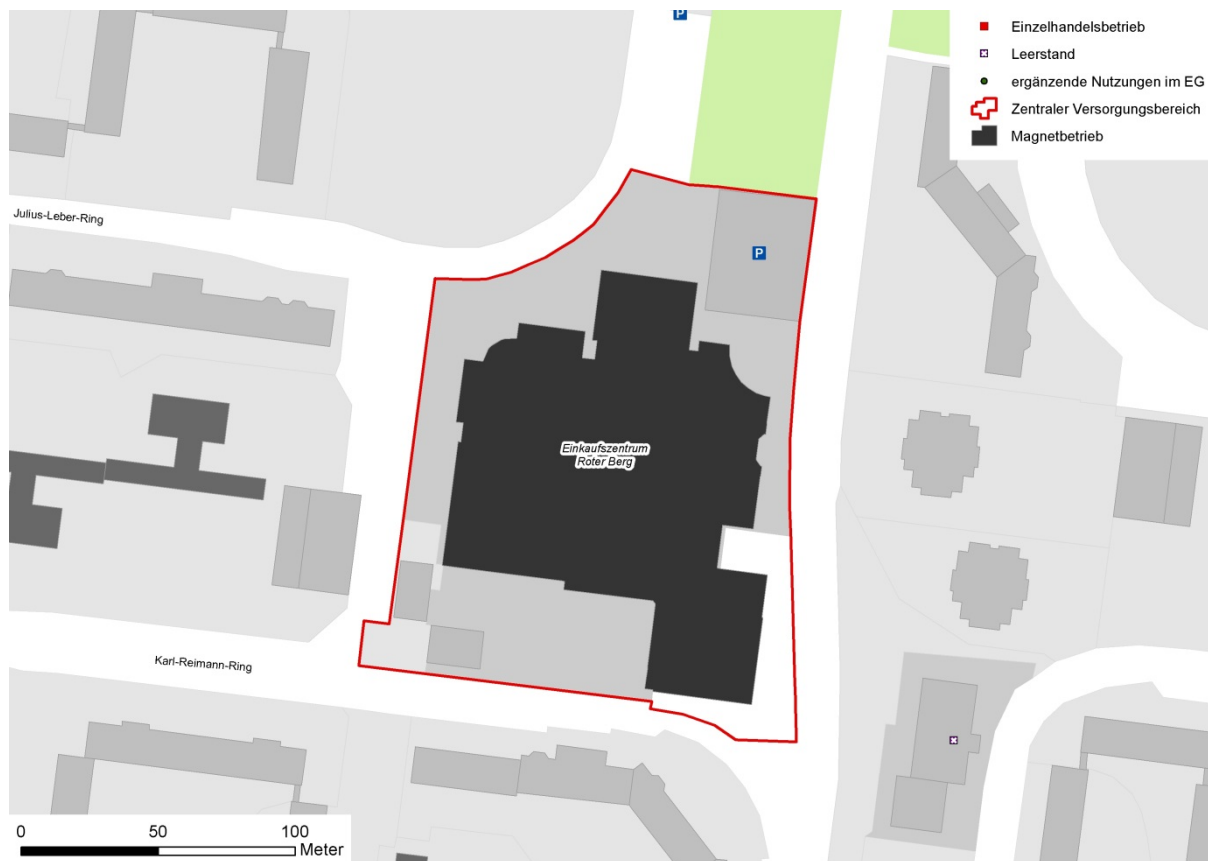 P
Einzelhandelsbetrieb
Leerstand
ergänzende Nutzungen im EG
Zentraler Versorgungsbereich
Magnetbetrieb
Julius-Leber-Ring
P
Einkaufszentrum
Roter Berg
Karl-Reimann-Ring
0 50 100
Meter